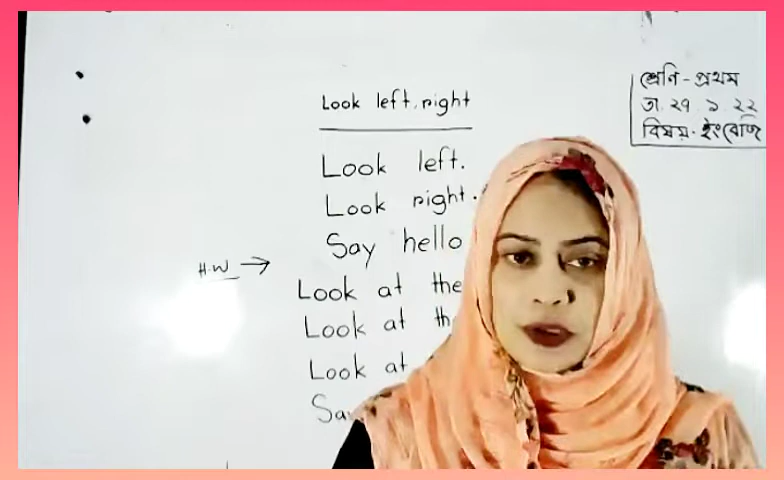 Look left, right
শ্রেণি - প্রথম
তা. ২৭ . ১ . ২২
বিষয় - ইংরেজি
Look left.
Look right.
Say hello
H.W →
Look at the
Look at
Look at